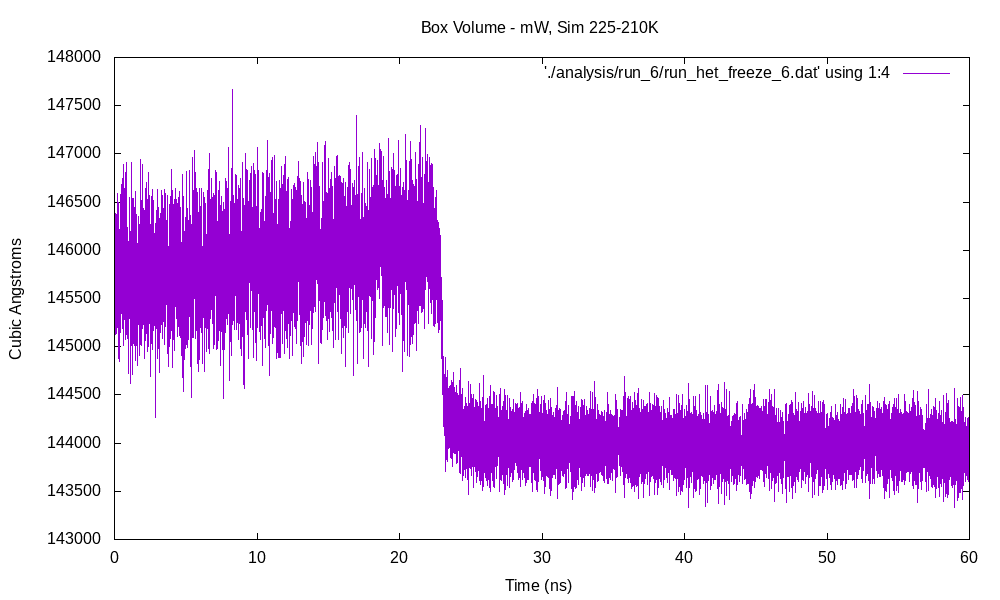 Box Volume - mW, Sim 225-210K
'./analysis/run_6/run_het_freeze_6.dat' using 1:4
148000
147500
147000
146500
146000
145500
145000
144500
144000
143500
143000
Cubic Angstroms
0 10 20 30 40 50 60
Time (ns)